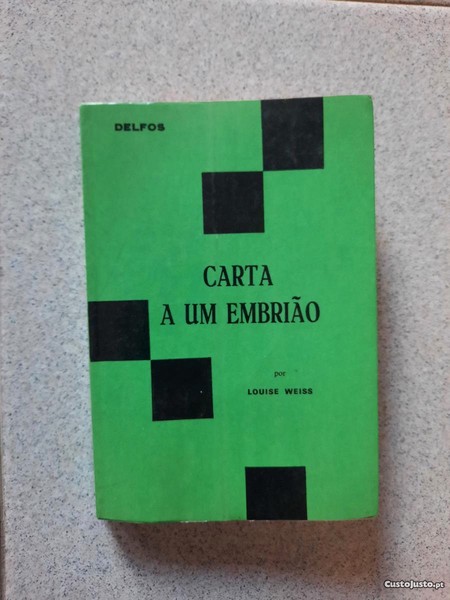 DELFOS
CARTA
A UM EMBRIÃO
por
LOUISE WEISS
CustoJusto.pt